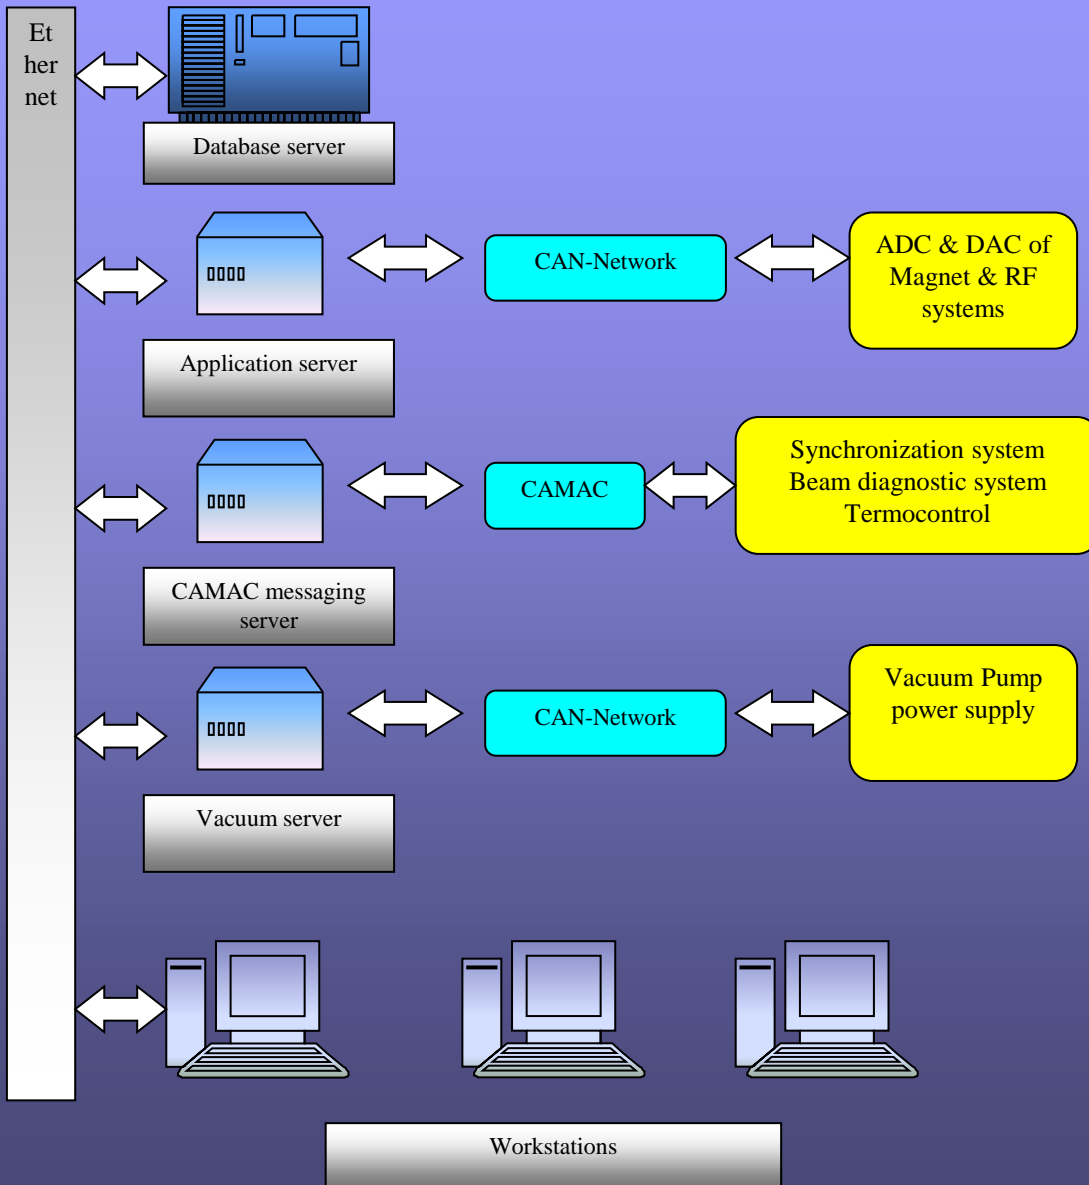 Et
her
net
Database server
CAN-Network
ADC & DAC of
Magnet & RF
systems
Application server
CAMAC
Synchronization system
Beam diagnostic system
Termocontrol
CAMAC messaging
server
CAN-Network
Vacuum Pump
power supply
Vacuum server
Workstations